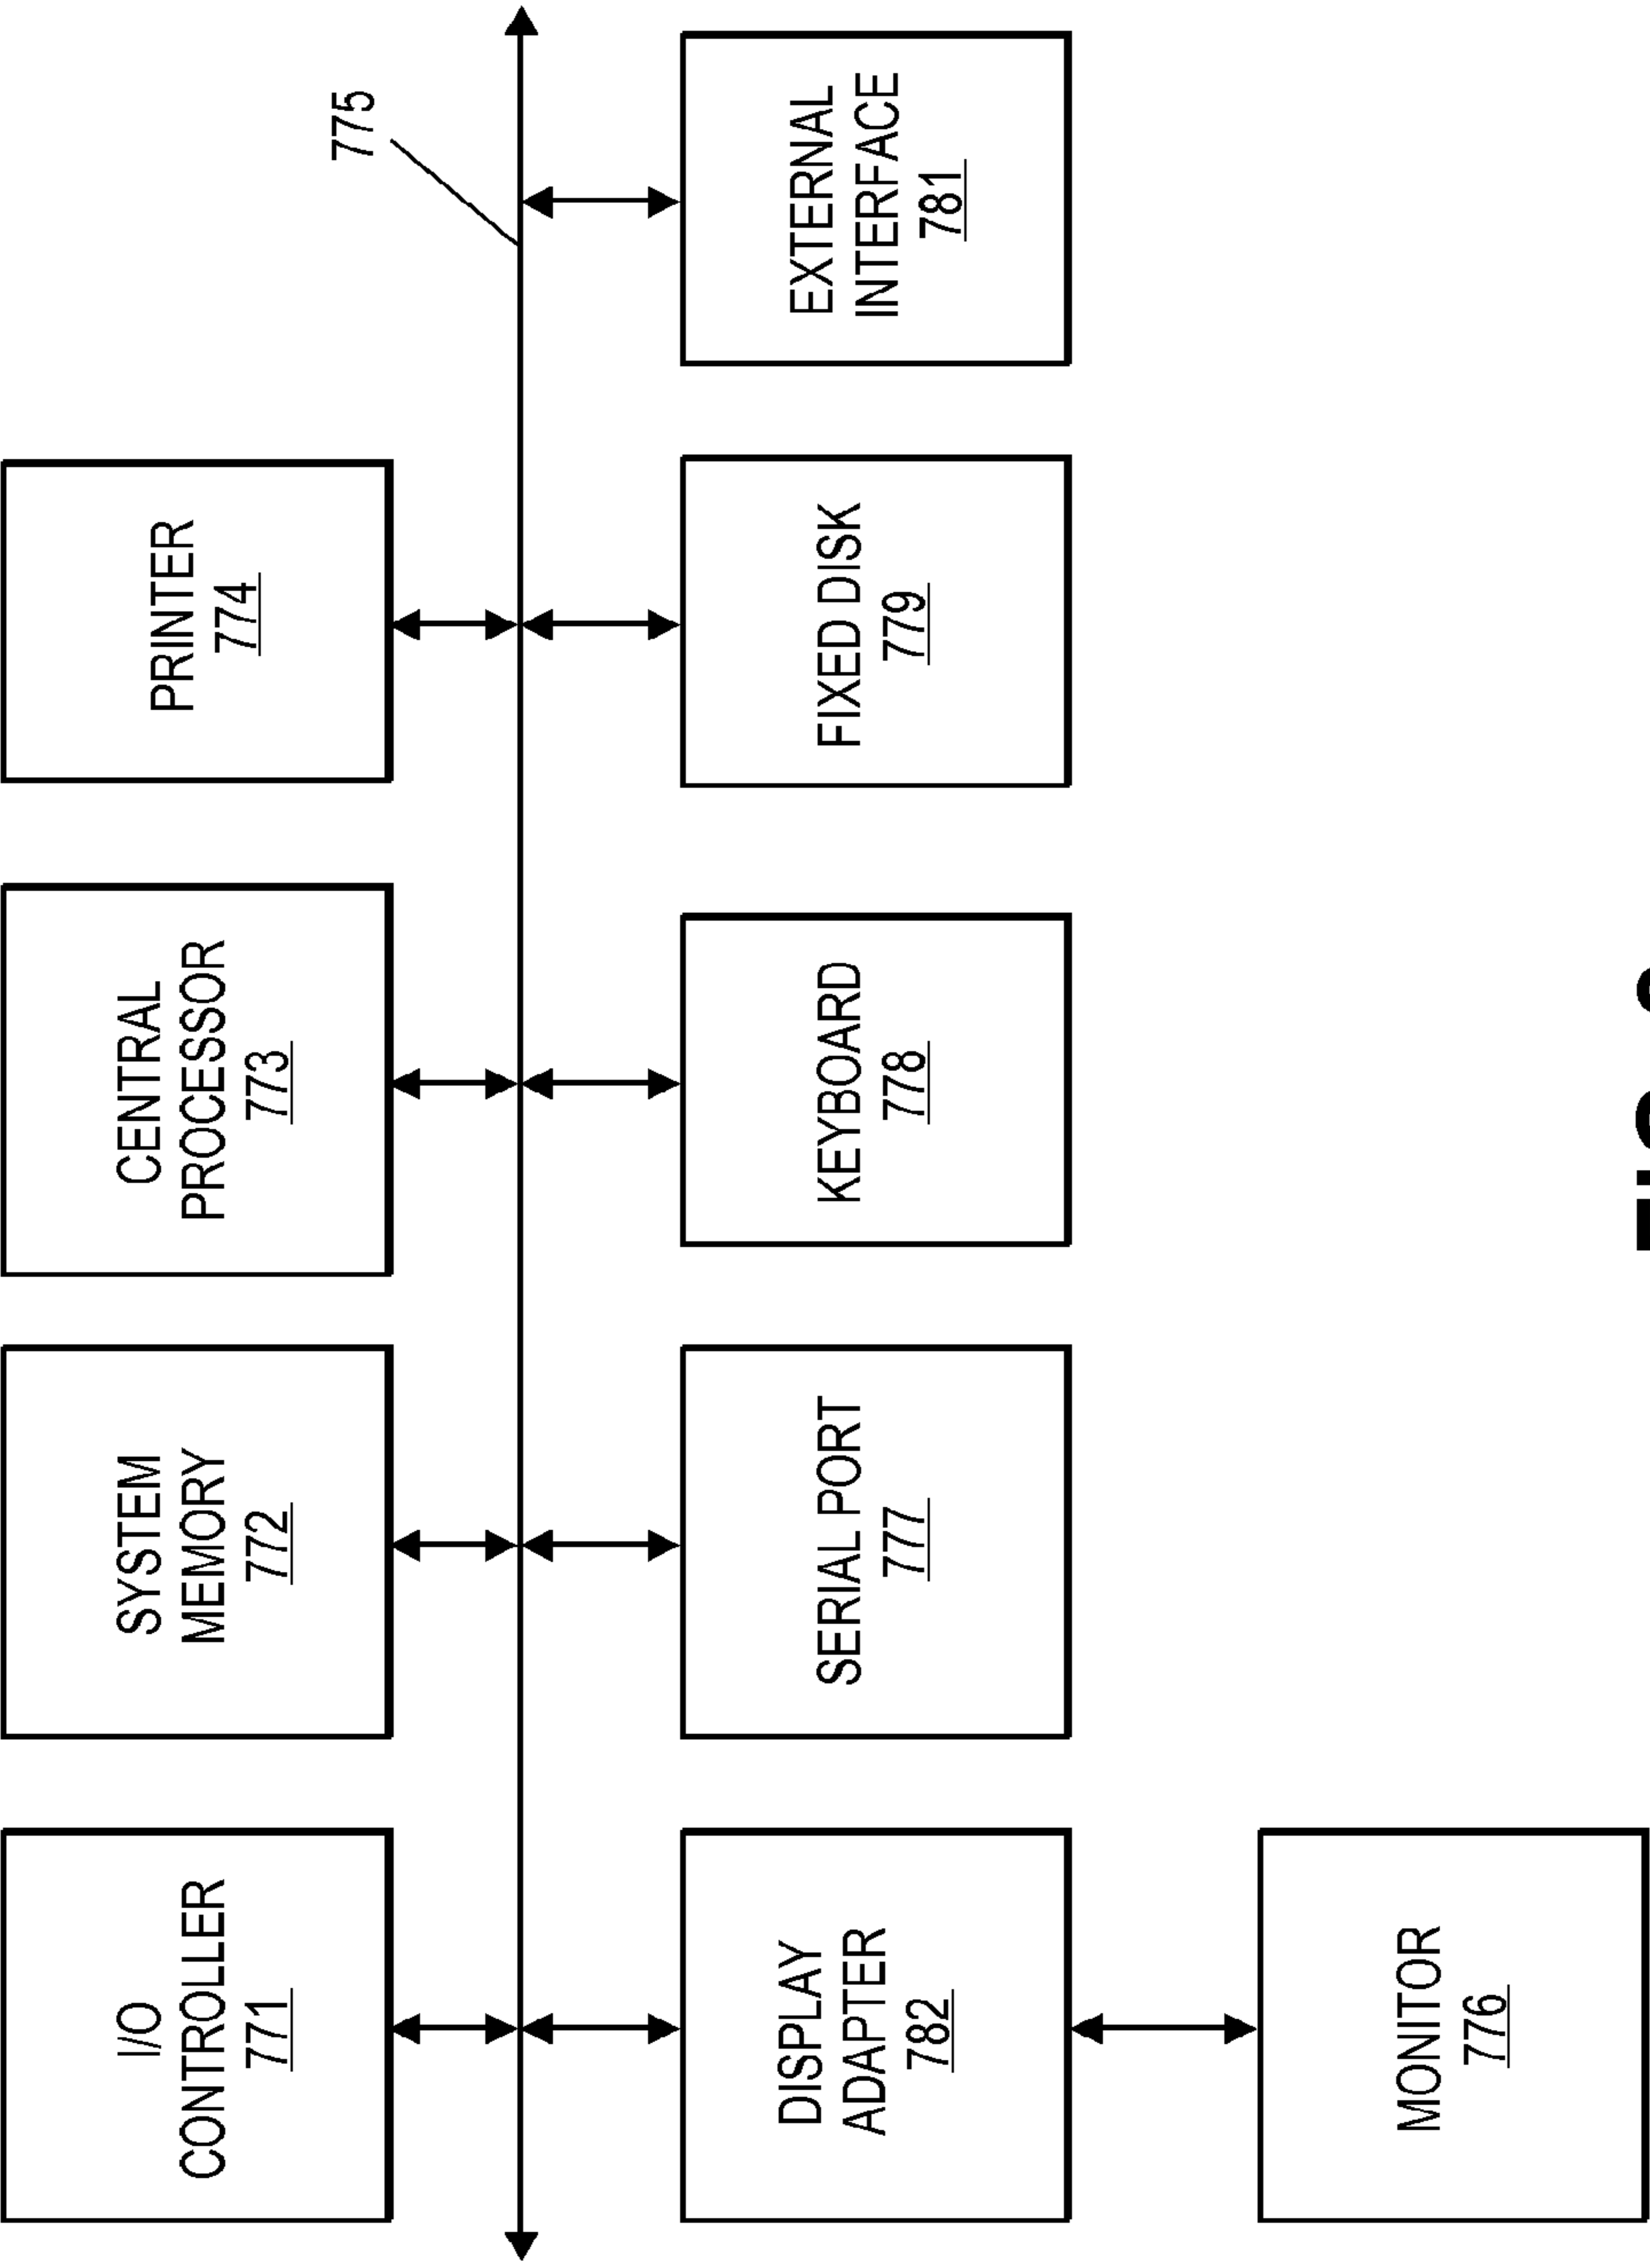 I/O
CONTROLLER
771
SYSTEM
MEMORY
772
CENTRAL
PROCESSOR
773
PRINTER
774
775
DISPLAY
ADAPTER
782
SERIAL PORT
777
KEYBOARD
778
FIXED DISK
779
EXTERNAL
INTERFACE
781
MONITOR
776